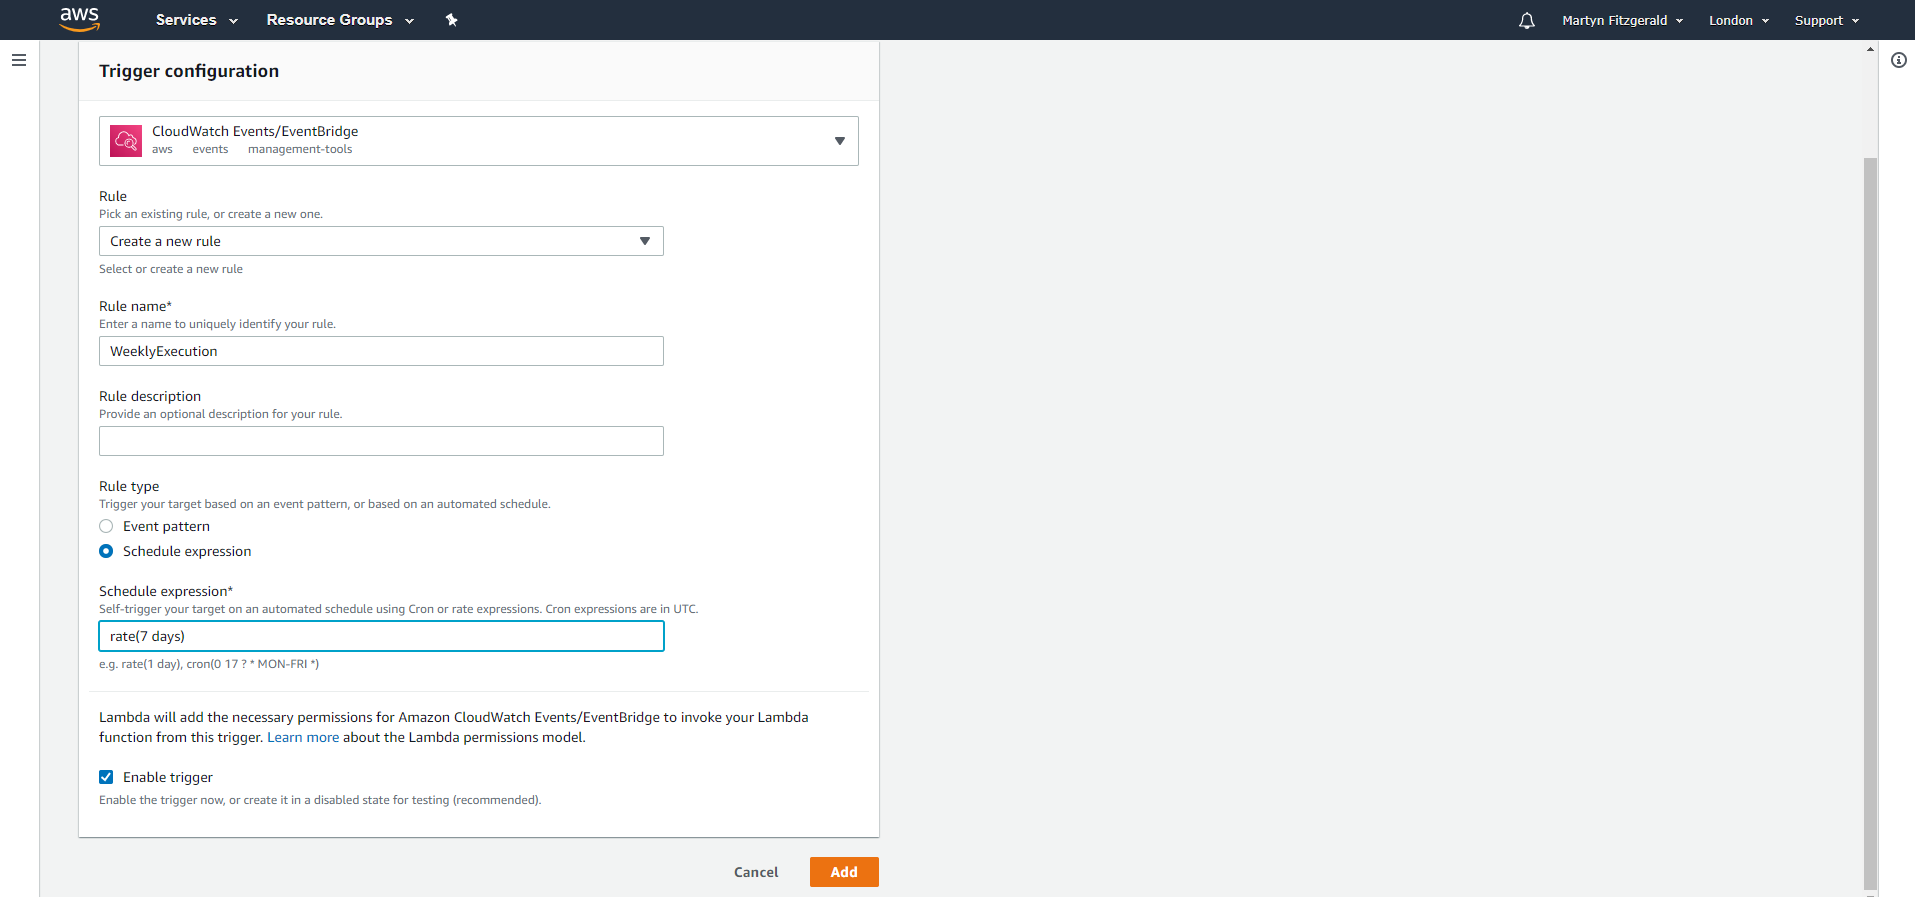 aws Services Resource Groups Martyn Fitzgerald London Support
Trigger configuration
CloudWatch Events/EventBridge
aws events management-tools
Rule
Pick an existing rule, or create a new one.
Create a new rule
Select or create a new rule
Rule name*
Enter a name to uniquely identify your rule.
WeeklyExecution
Rule description
Provide an optional description for your rule.
Rule type
Trigger your target based on an event pattern, or based on an automated schedule.
Event pattern
Schedule expression
Schedule expression*
Self-trigger your target on an automated schedule using Cron or rate expressions. Cron expressions are in UTC.
rate(7 days)
e.g. rate(1 day), cron(0 17 ? * MON-FRI *)
Lambda will add the necessary permissions for Amazon CloudWatch Events/EventBridge to invoke your Lambda
function from this trigger. Learn more about the Lambda permissions model.
Enable trigger
Enable the trigger now, or create it in a disabled state for testing (recommended).
Cancel Add